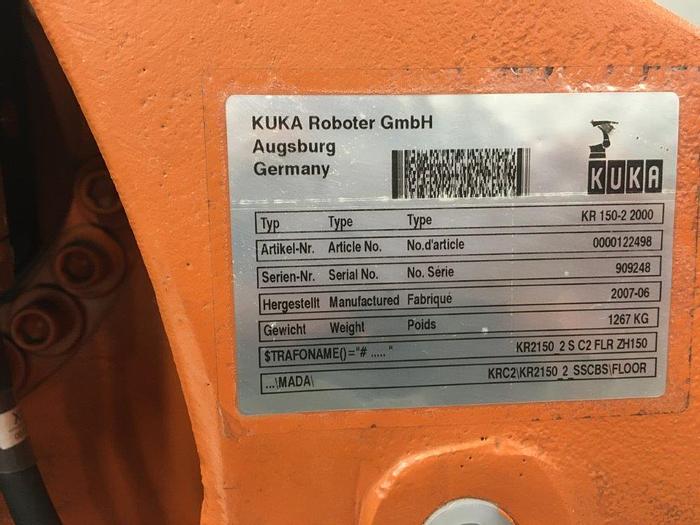 KUKA Roboter GmbH
Augsburg
Germany
KUKA
Typ Type Type KR 150-2 2000
Artikel-Nr. Article No. No.d'article 0000122498
Serien-Nr. Serial No. No. Série 909248
Hergestellt Manufactured Fabriqué 2007-06
Gewicht Weight Poids 1267 KG
$TRAFONAME()="# ..... " KR2150_2 S C2 FLR ZH150
...\MADA\ KRC2\KR2150_2_SSCBS\FLOOR